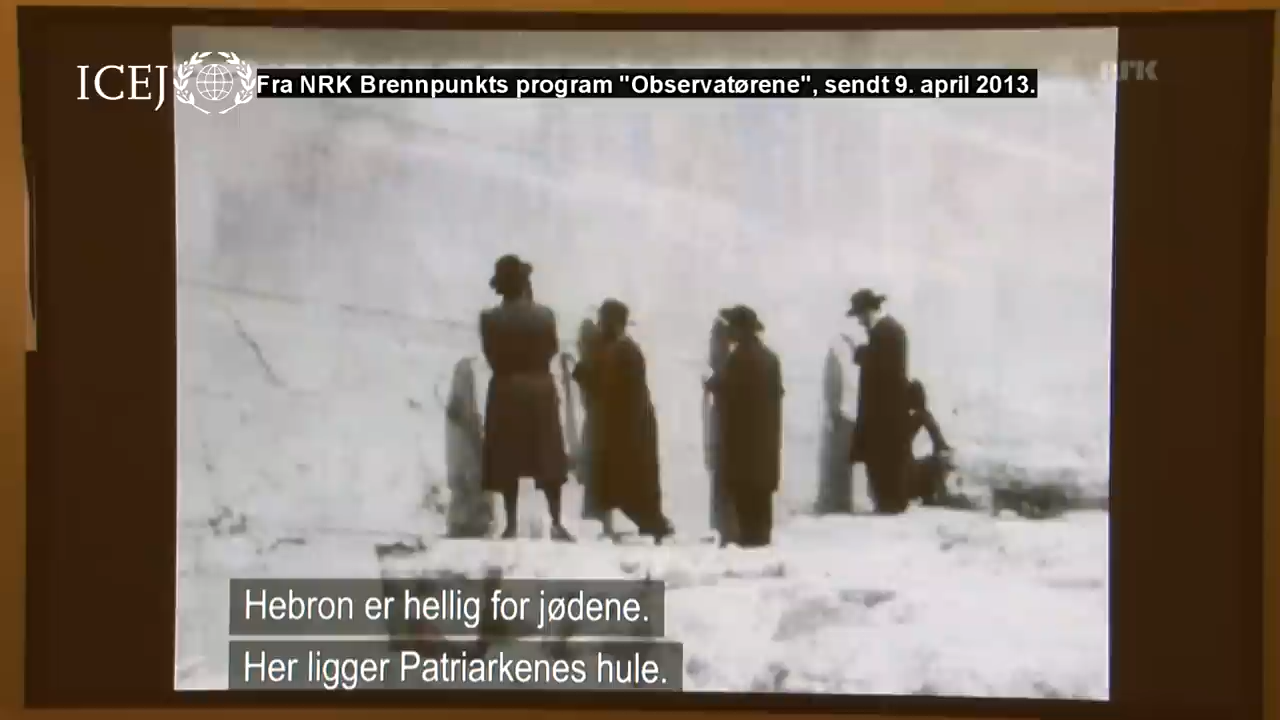 ICEJ
Fra NRK Brennpunkts program "Observatørene", sendt 9. april 2013.
nrk
Hebron er hellig for jødene.
Her ligger Patriarkenes hule.